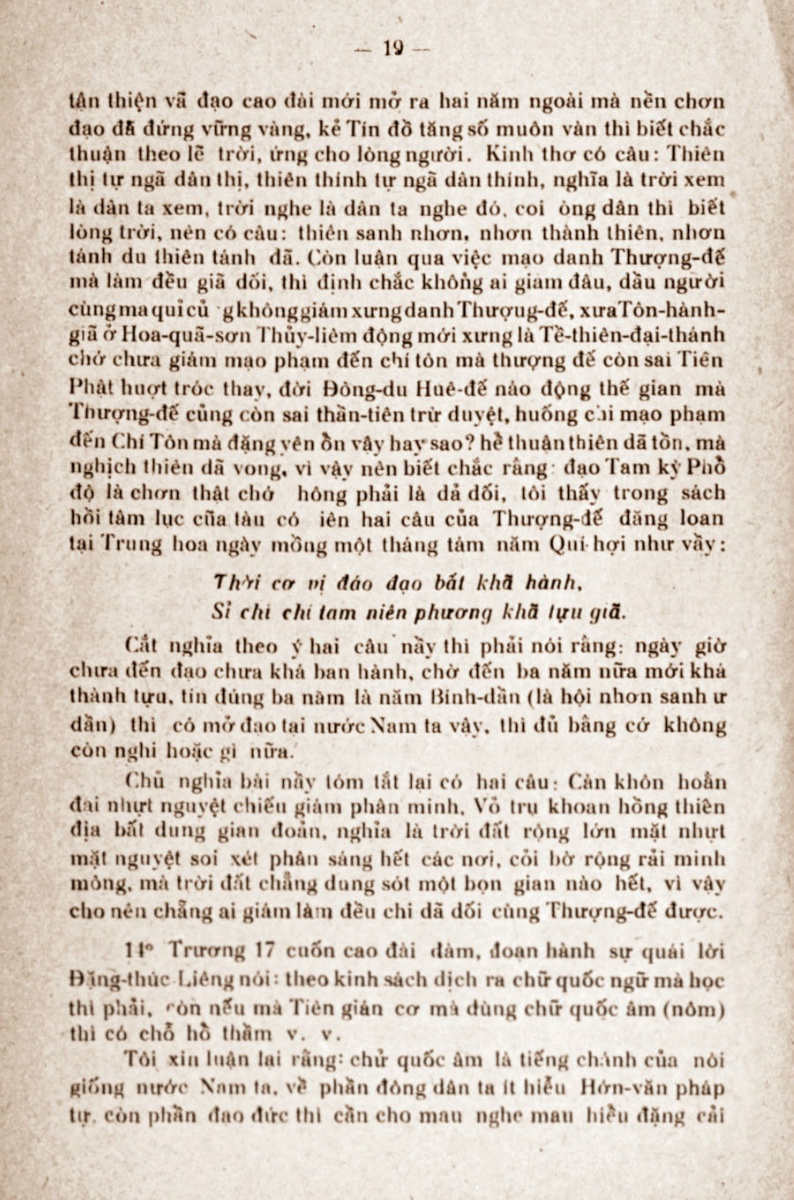 — 19 —
tận thiện vã đạo cao đài mới mở ra hai năm ngoài mà nền chơn
đạo đã đứng vững vàng, kẻ Tín đồ tăng số muôn vàn thì biết chắc
thuận theo lẽ trời, ứng cho lòng người. Kinh thơ có câu: Thiên
thị tự ngã dân thị, thiên thính tự ngã dân thính, nghĩa là trời xem
là dân ta xem, trời nghe là dân ta nghe đó, coi òng dân thì biết
lòng trời, nên có câu: thiên sanh nhơn, nhơn thành thiên, nhơn
tánh du thiên tánh dã. Còn luận qua việc mạo danh Thượng-đế
mà làm đều giã dối, thì định chắc không ai giám đâu, dầu người
cùng ma quỉ củ g không giám xưng danh Thượug-đế, xưa Tôn-hành-
giã ở Hoa-quã-sơn Thủy-liêm động mới xưng là Tề-thiên-đại-thánh
chớ chưa giám mạo phạm đến chí tôn mà thượng đế còn sai Tiên
Phật huợt tróc thay, đời Đông-du Huê-đế náo động thế gian mà
Thượng-đế củng còn sai thần-tiên trừ duyệt, huống chi mạo phạm
đến Chí Tôn mà đặng yên ổn vậy hay sao? hể thuận thiên dã tồn, mà
nghịch thiên dã vong, vì vậy nên biết chắc rằng: đạo Tam kỳ Phổ
độ là chơn thật chớ hông phải là dả dối, tôi thấy trong sách
hồi tâm lục cũa tàu có iên hai câu của Thượng-đế đăng loan
tại Trung hoa ngày mồng một tháng tám năm Quí-hợi như vầy:
Thời cơ vị đáo đạo bất khã hành,
Sỉ chi chi tam niên phương khã tựu giã.
Cắt nghĩa theo ý hai câu nầy thì phải nói rằng: ngày giờ
chưa đến đạo chưa khá ban hành, chờ đến ba năm nữa mới khá
thành tựu, tin đúng ba năm là năm Bính-dần (là hội nhơn sanh ư
dần) thì có mở đạo tại nước Nam ta vậy, thì đủ bằng cớ không
còn nghi hoặc gì nữa.
Chủ nghĩa bài nầy tóm tắt lại có hai câu: Càn khôn hoẳn
đai nhựt nguyệt chiếu giám phân minh, Vỏ trụ khoan hồng thiên
địa bất dung gian đoản, nghĩa là trời đất rộng lớn mặt nhựt
mặt nguyệt soi xét phân sáng hết các nơi, cỏi bờ rộng rải minh
mông, mà trời đất chẳng dung sót một bọn gian nào hết, vì vậy
cho nên chẳng ai giám làm đều chi dã dối cùng Thượng-đế được.
14° Trương 17 cuốn cao đài dàm, đoạn hành sự quái lời
Đặng-thúc Liêng nói: theo kinh sách dịch ra chữ quốc ngữ mà học
thì phải, còn nếu mà Tiên gián cơ mà dùng chữ quốc âm (nôm)
thì có chổ hồ thầm v. v.
Tôi xin luận lại rằng: chử quốc âm là tiếng chánh của nòi
giống nước Nam ta, về phần đông dân ta ít hiểu Hớn-văn pháp
tự, còn phần đạo đức thì cần cho mau nghe mau hiểu đặng cải